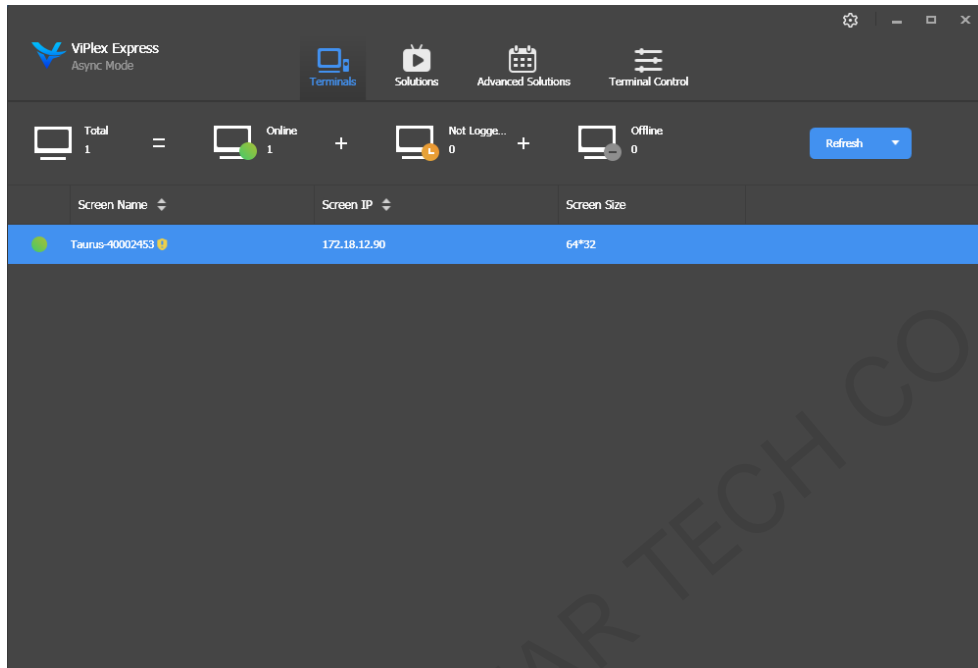 ViPlex Express
Async Mode
Terminals
Solutions
Advanced Solutions
Terminal Control
Total
1
=
Online
1
+
Not Logge...
0
+
Offline
0
Refresh
Screen Name
Screen IP
Screen Size
Taurus-40002453
172.18.12.90
64*32
AR TECH CO